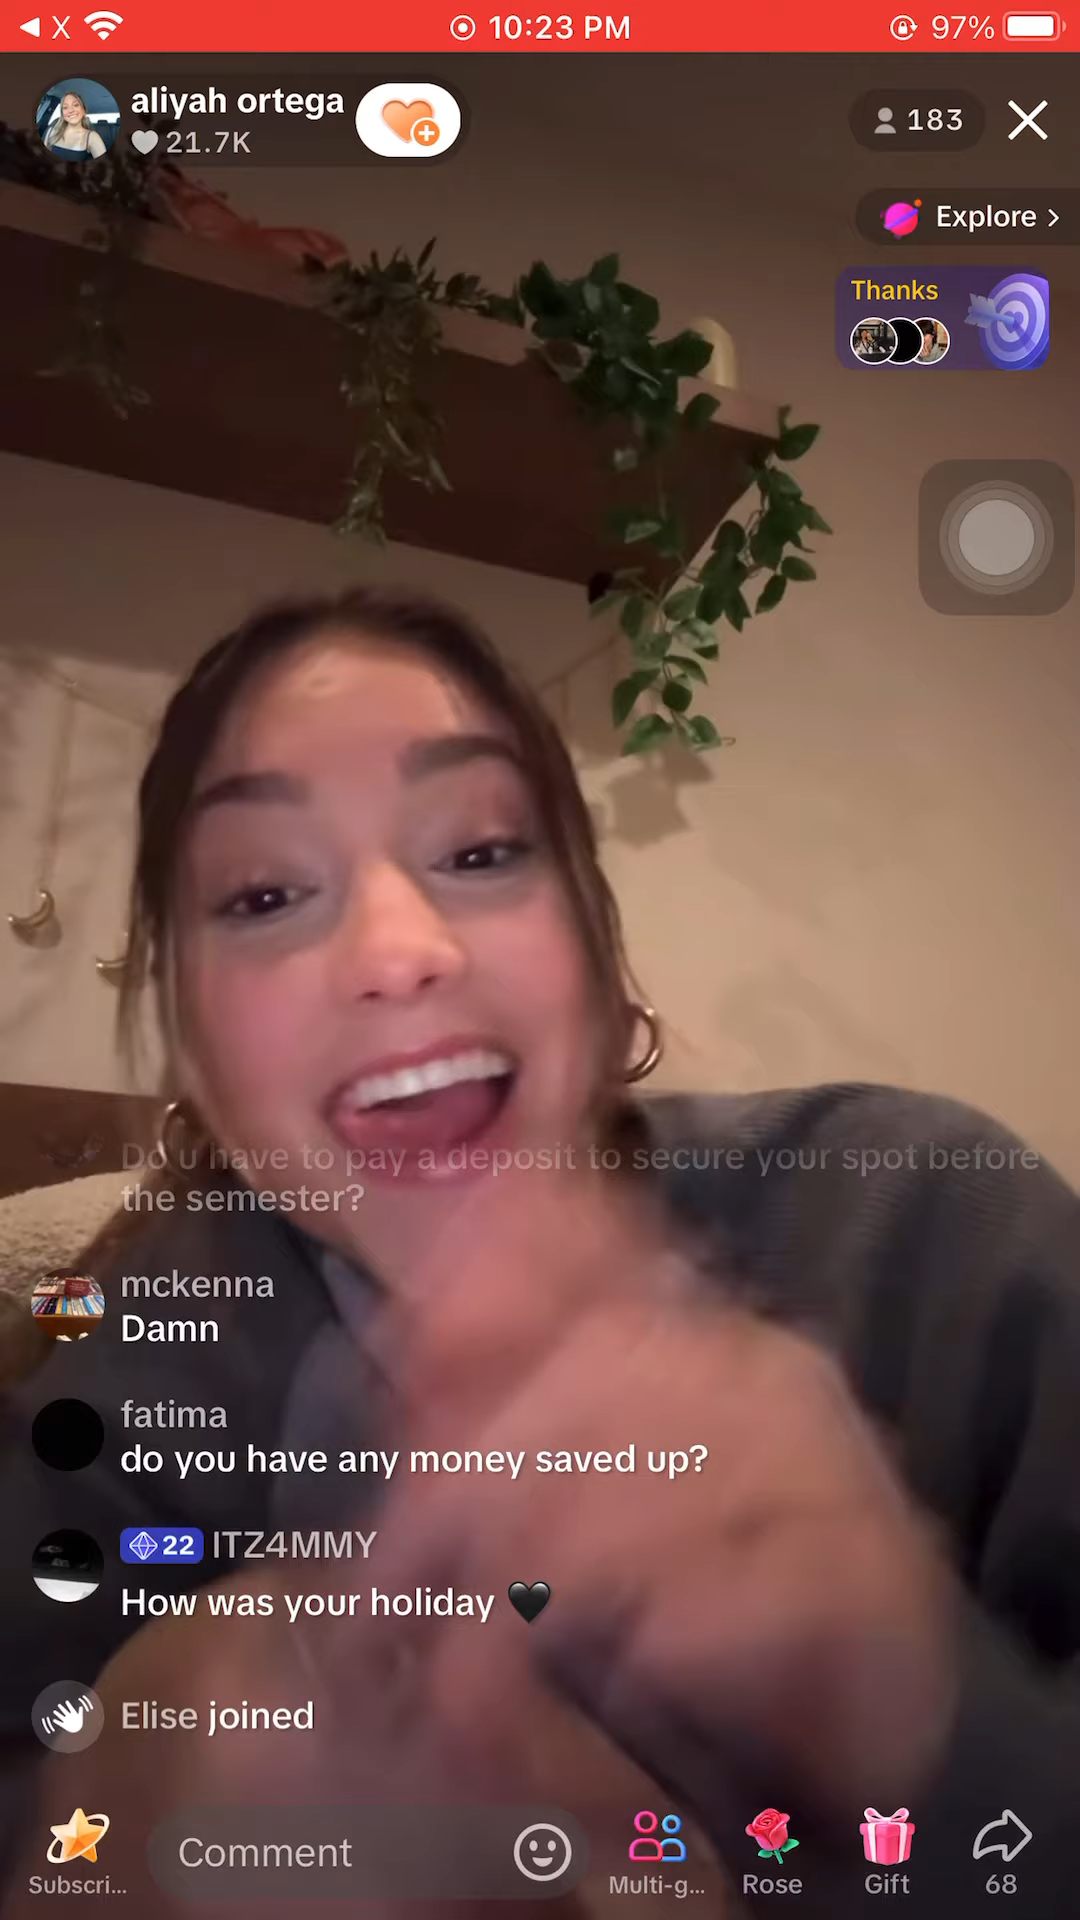 X 10:23 PM 97%
aliyah ortega
21.7K
183
Explore
Thanks
Do u have to pay a deposit to secure your spot before
the semester?
mckenna
Damn
fatima
do you have any money saved up?
22 ITZ4MMY
How was your holiday 🖤
Elise joined
Comment
Subscri...
Multi-g...
Rose
Gift
68